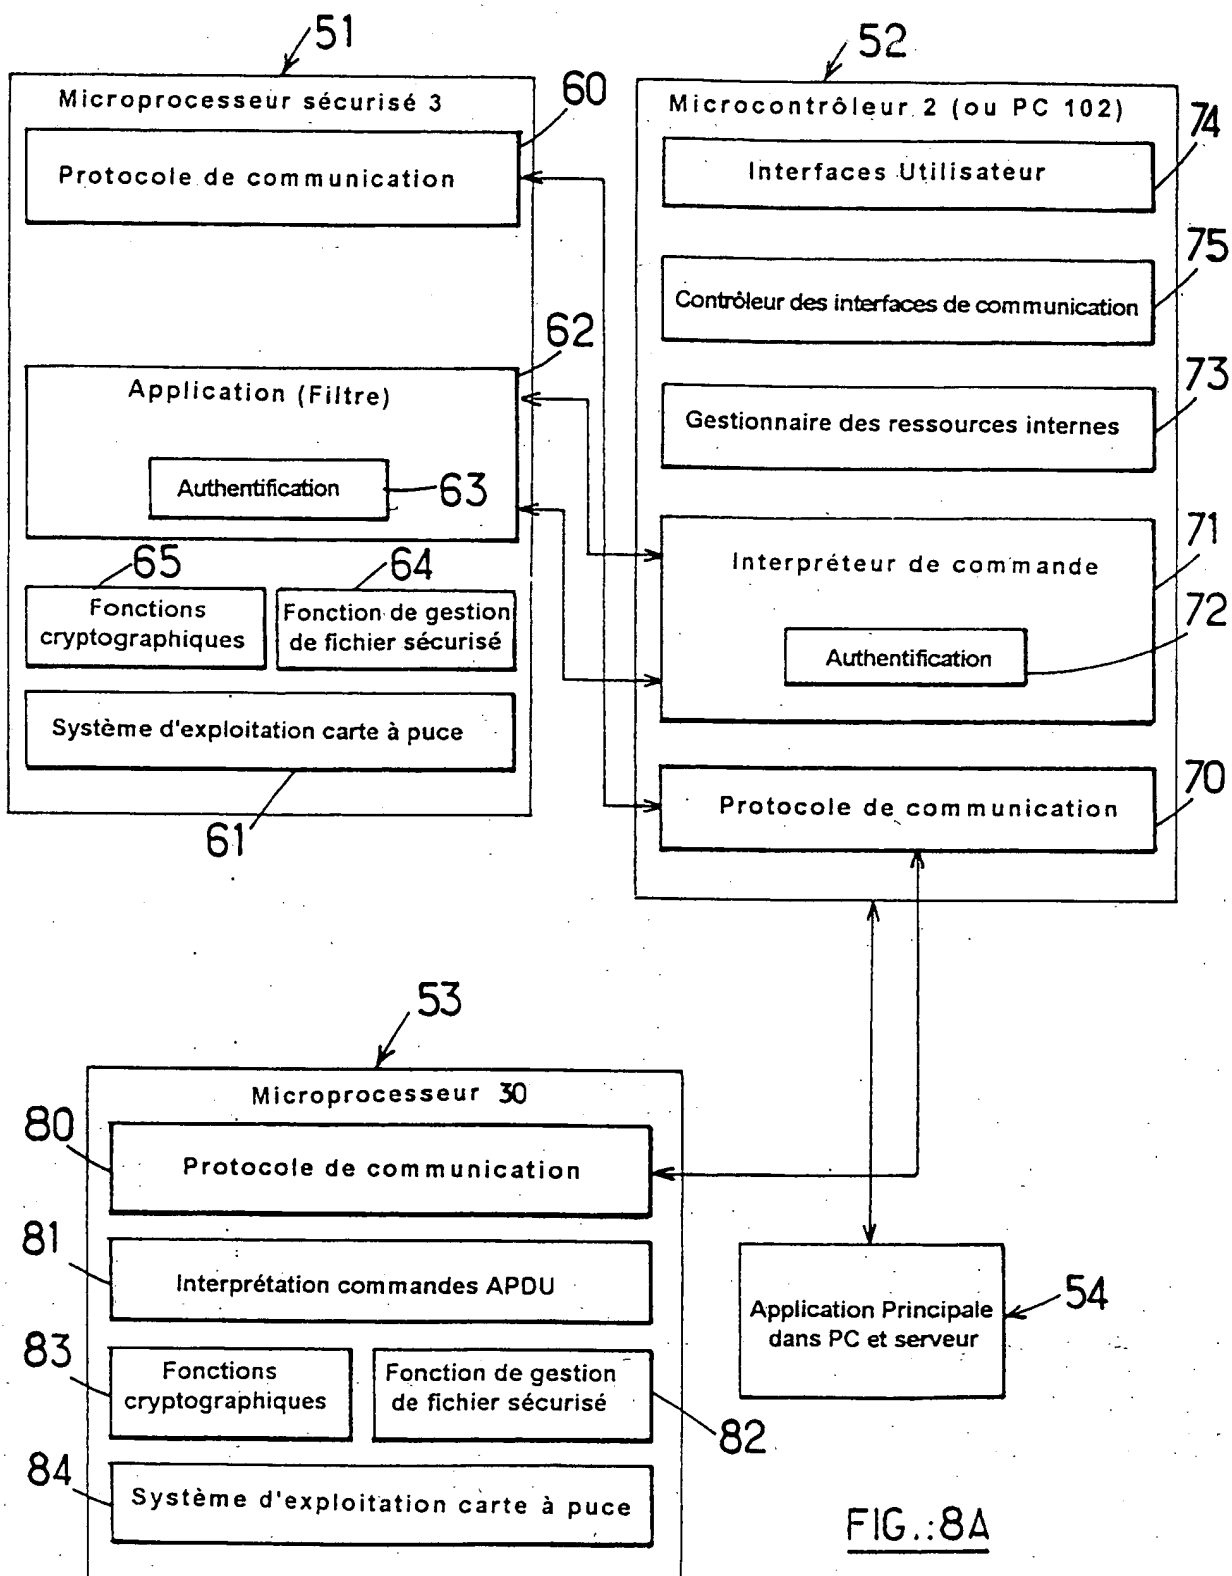 51
Microprocesseur sécurisé 3
60
Protocole de communication
62
Application (Filtre)
Authentification
63
65
64
Fonctions
cryptographiques
Fonction de gestion
de fichier sécurisé
Système d'exploitation carte à puce
61
52
Microcontrôleur 2 (ou PC 102)
74
Interfaces Utilisateur
75
Contrôleur des interfaces de communication
73
Gestionnaire des ressources internes
71
Interpréteur de commande
72
Authentification
70
Protocole de communication
53
Microprocesseur 30
80
Protocole de communication
81
Interprétation commandes APDU
83
Fonctions
cryptographiques
Fonction de gestion
de fichier sécurisé
82
84
Système d'exploitation carte à puce
Application Principale
dans PC et serveur
54
FIG.:8A